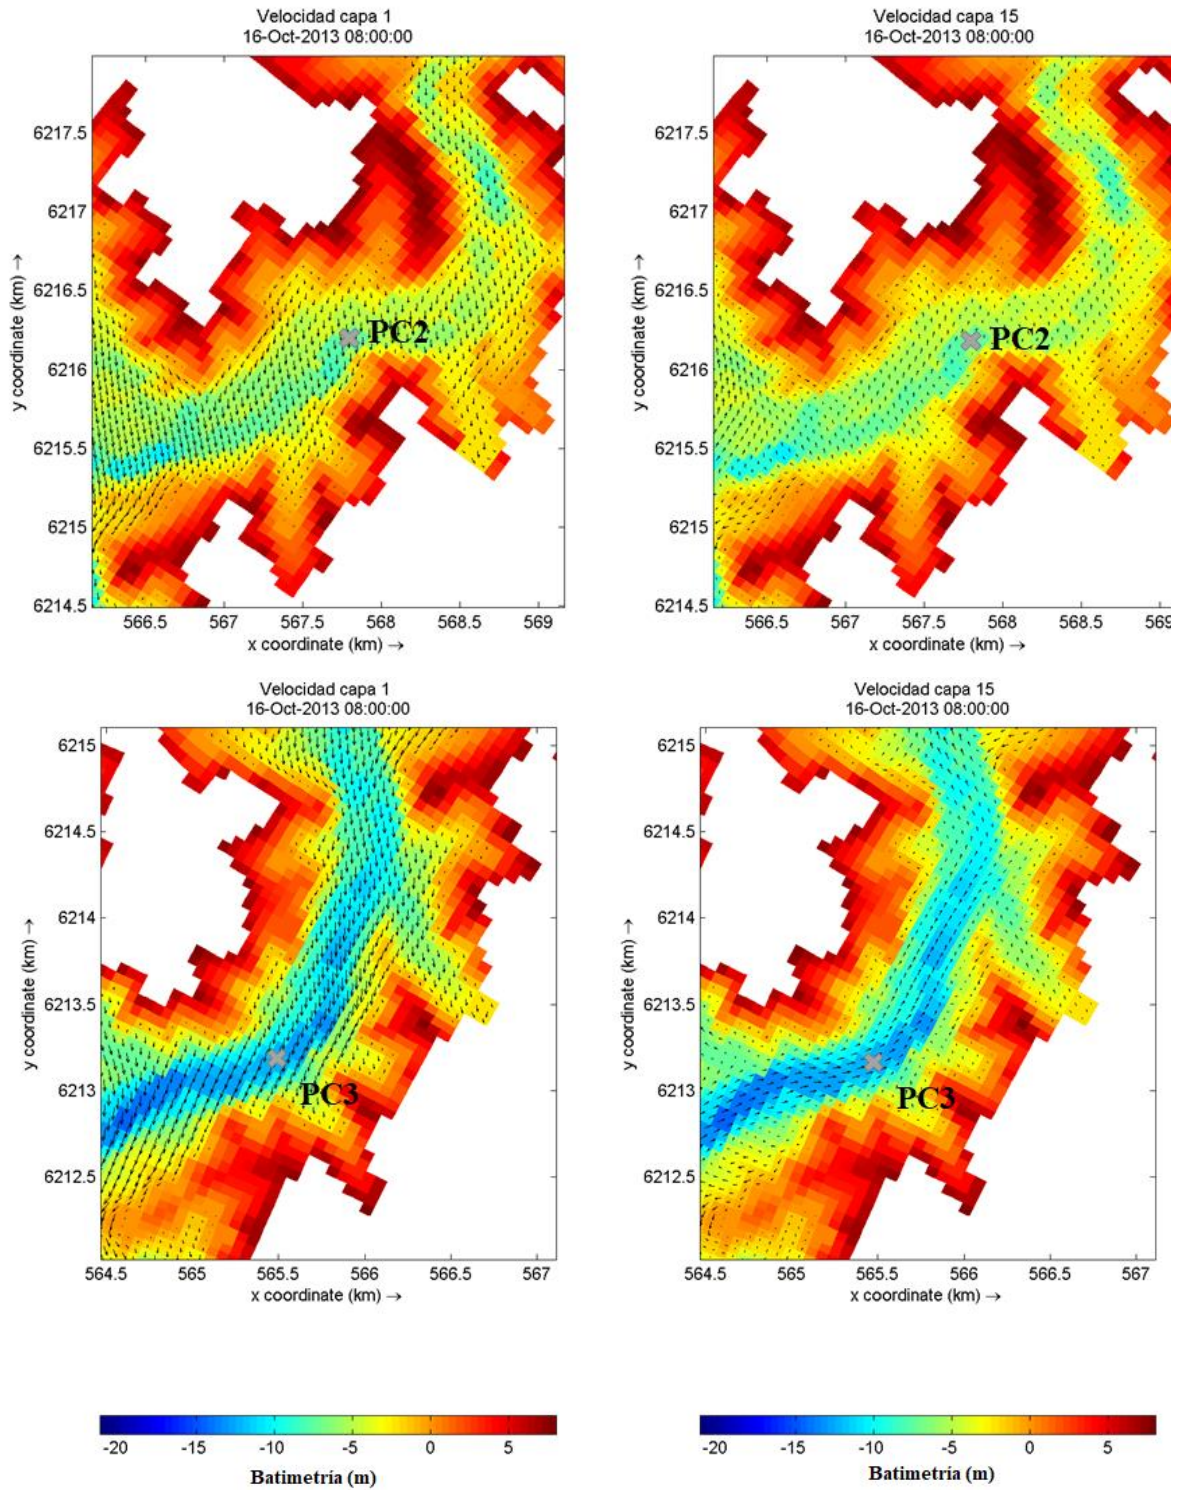 Velocidad capa 1
16-Oct-2013 08:00:00
6217.5
6217
6216.5
6216
6215.5
6215
6214.5
y coordinate (km) →
PC2
566.5 567 567.5 568 568.5 569
x coordinate (km) →
Velocidad capa 15
16-Oct-2013 08:00:00
6217.5
6217
6216.5
6216
6215.5
6215
6214.5
y coordinate (km) →
PC2
566.5 567 567.5 568 568.5 569
x coordinate (km) →
Velocidad capa 1
16-Oct-2013 08:00:00
6215
6214.5
6214
6213.5
6213
6212.5
y coordinate (km) →
PC3
564.5 565 565.5 566 566.5 567
x coordinate (km) →
Velocidad capa 15
16-Oct-2013 08:00:00
6215
6214.5
6214
6213.5
6213
6212.5
y coordinate (km) →
PC3
564.5 565 565.5 566 566.5 567
x coordinate (km) →
-20 -15 -10 -5 0 5
Batimetría (m)
-20 -15 -10 -5 0 5
Batimetría (m)